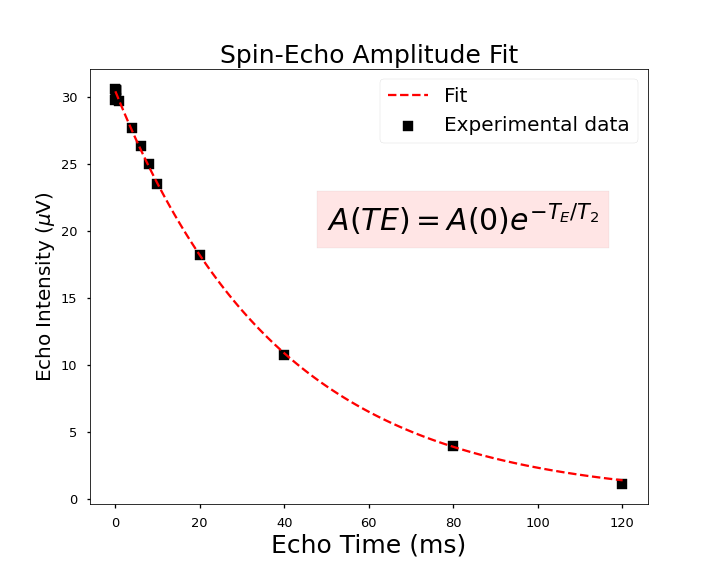 Spin-Echo Amplitude Fit
Fit
Experimental data
A(TE) = A(0)e^{-T_E/T_2}
Echo Intensity (μV)
30
25
20
15
10
5
0
0 20 40 60 80 100 120
Echo Time (ms)